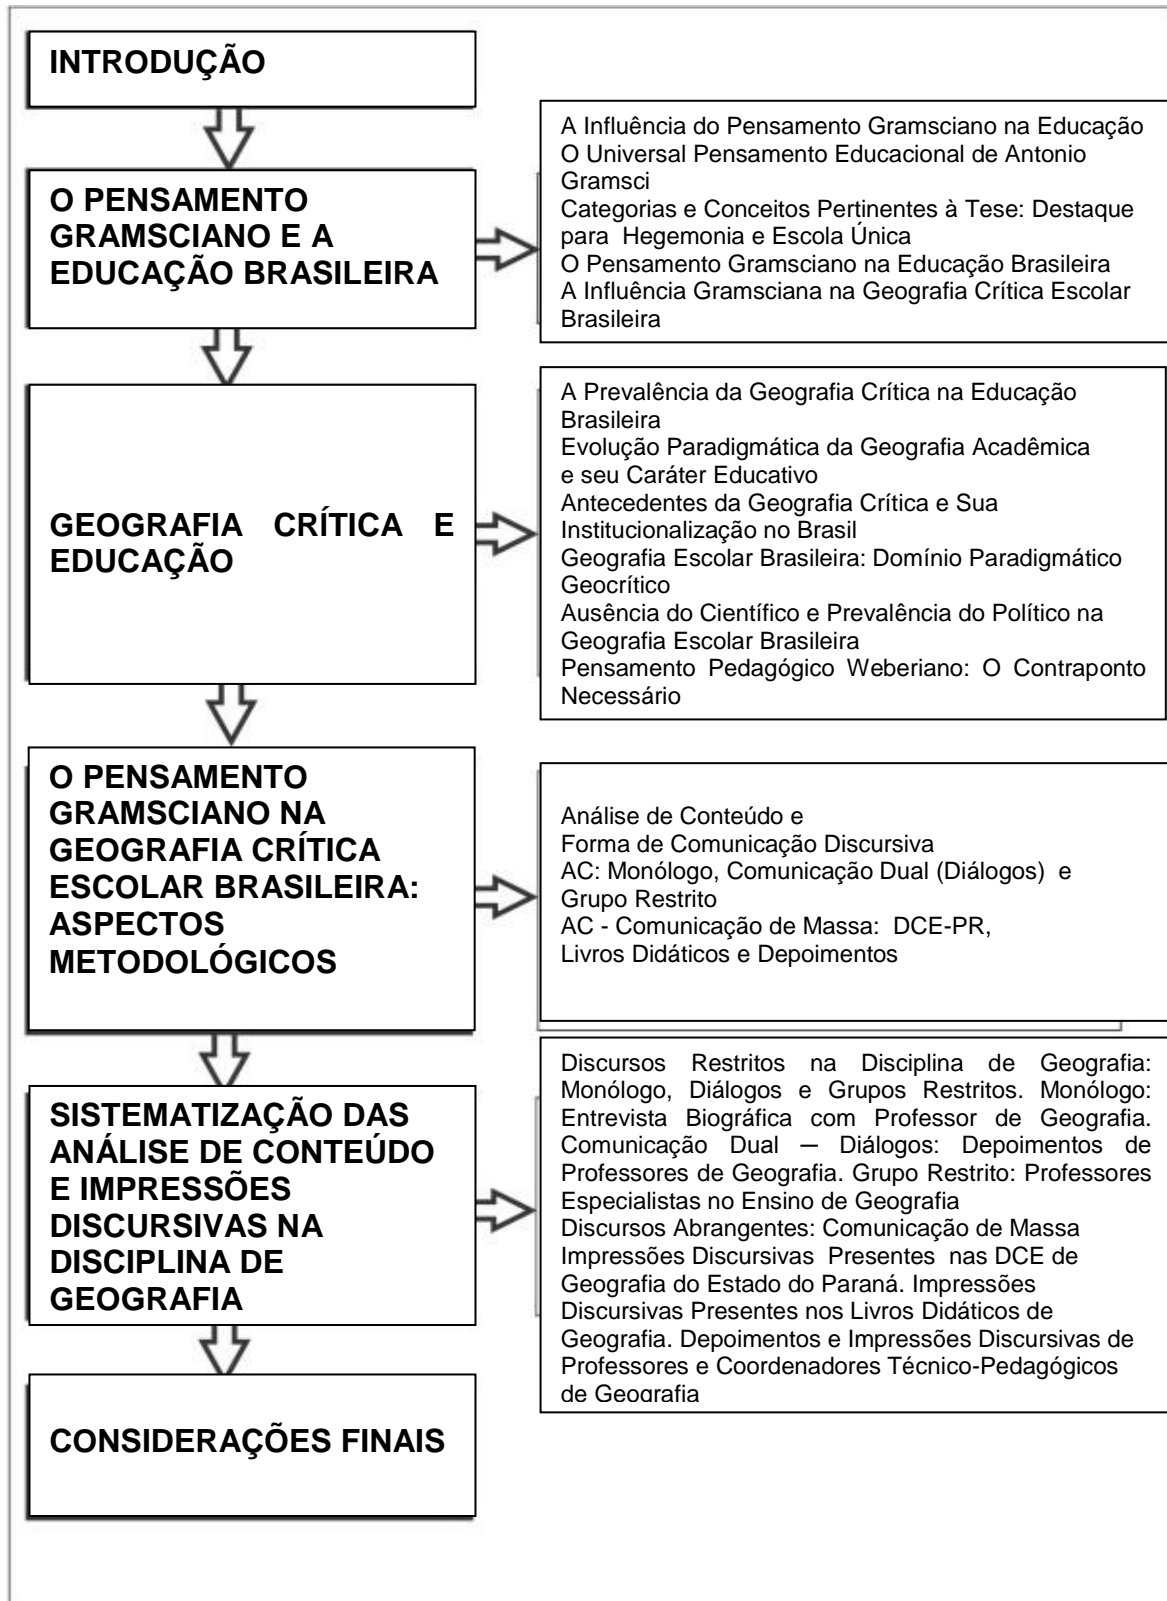 INTRODUÇÃO
O PENSAMENTO
GRAMSCIANO E A
EDUCAÇÃO BRASILEIRA
A Influência do Pensamento Gramsciano na Educação
O Universal Pensamento Educacional de Antonio
Gramsci
Categorias e Conceitos Pertinentes à Tese: Destaque
para Hegemonia e Escola Única
O Pensamento Gramsciano na Educação Brasileira
A Influência Gramsciana na Geografia Crítica Escolar
Brasileira
GEOGRAFIA CRÍTICA E
EDUCAÇÃO
A Prevalência da Geografia Crítica na Educação
Brasileira
Evolução Paradigmática da Geografia Acadêmica
e seu Caráter Educativo
Antecedentes da Geografia Crítica e Sua
Institucionalização no Brasil
Geografia Escolar Brasileira: Domínio Paradigmático
Geocrítico
Ausência do Científico e Prevalência do Político na
Geografia Escolar Brasileira
Pensamento Pedagógico Weberiano: O Contraponto
Necessário
O PENSAMENTO
GRAMSCIANO NA
GEOGRAFIA CRÍTICA
ESCOLAR BRASILEIRA:
ASPECTOS
METODOLÓGICOS
Análise de Conteúdo e
Forma de Comunicação Discursiva
AC: Monólogo, Comunicação Dual (Diálogos) e
Grupo Restrito
AC - Comunicação de Massa: DCE-PR,
Livros Didáticos e Depoimentos
SISTEMATIZAÇÃO DAS
ANÁLISE DE CONTEÚDO
E IMPRESSÕES
DISCURSIVAS NA
DISCIPLINA DE
GEOGRAFIA
Discursos Restritos na Disciplina de Geografia:
Monólogo, Diálogos e Grupos Restritos. Monólogo:
Entrevista Biográfica com Professor de Geografia.
Comunicação Dual ─ Diálogos: Depoimentos de
Professores de Geografia. Grupo Restrito: Professores
Especialistas no Ensino de Geografia
Discursos Abrangentes: Comunicação de Massa
Impressões Discursivas Presentes nas DCE de
Geografia do Estado do Paraná. Impressões
Discursivas Presentes nos Livros Didáticos de
Geografia. Depoimentos e Impressões Discursivas de
Professores e Coordenadores Técnico-Pedagógicos
de Geografia
CONSIDERAÇÕES FINAIS